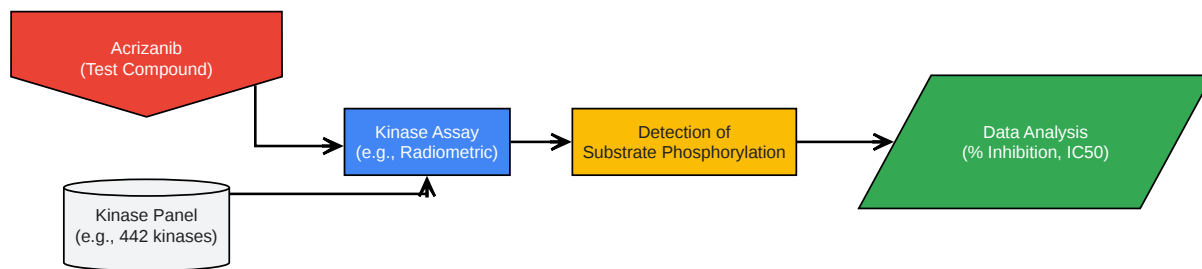 Acrizanib
(Test Compound)
Kinase Assay
(e.g., Radiometric)
Detection of
Substrate Phosphorylation
Data Analysis
(% Inhibition, IC50)
Kinase Panel
(e.g., 442 kinases)